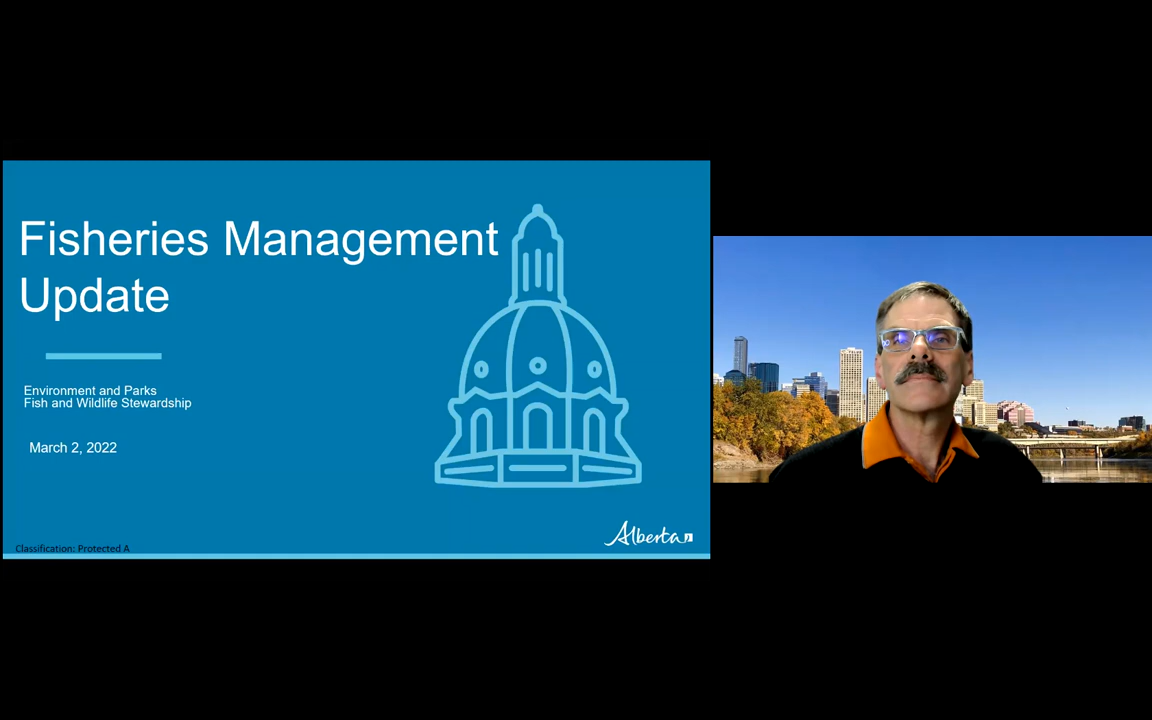 Fisheries Management
Update
Environment and Parks
Fish and Wildlife Stewardship
March 2, 2022
Classification: Protected A
Alberta